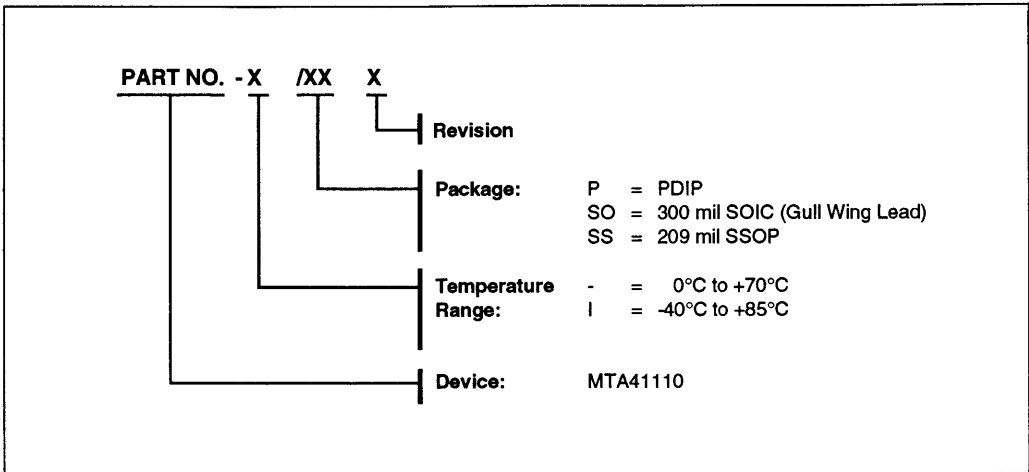 PART NO. - X /XX X
Revision
Package: P = PDIP
SO = 300 mil SOIC (Gull Wing Lead)
SS = 209 mil SSOP
Temperature - = 0°C to +70°C
Range: I = -40°C to +85°C
Device: MTA41110